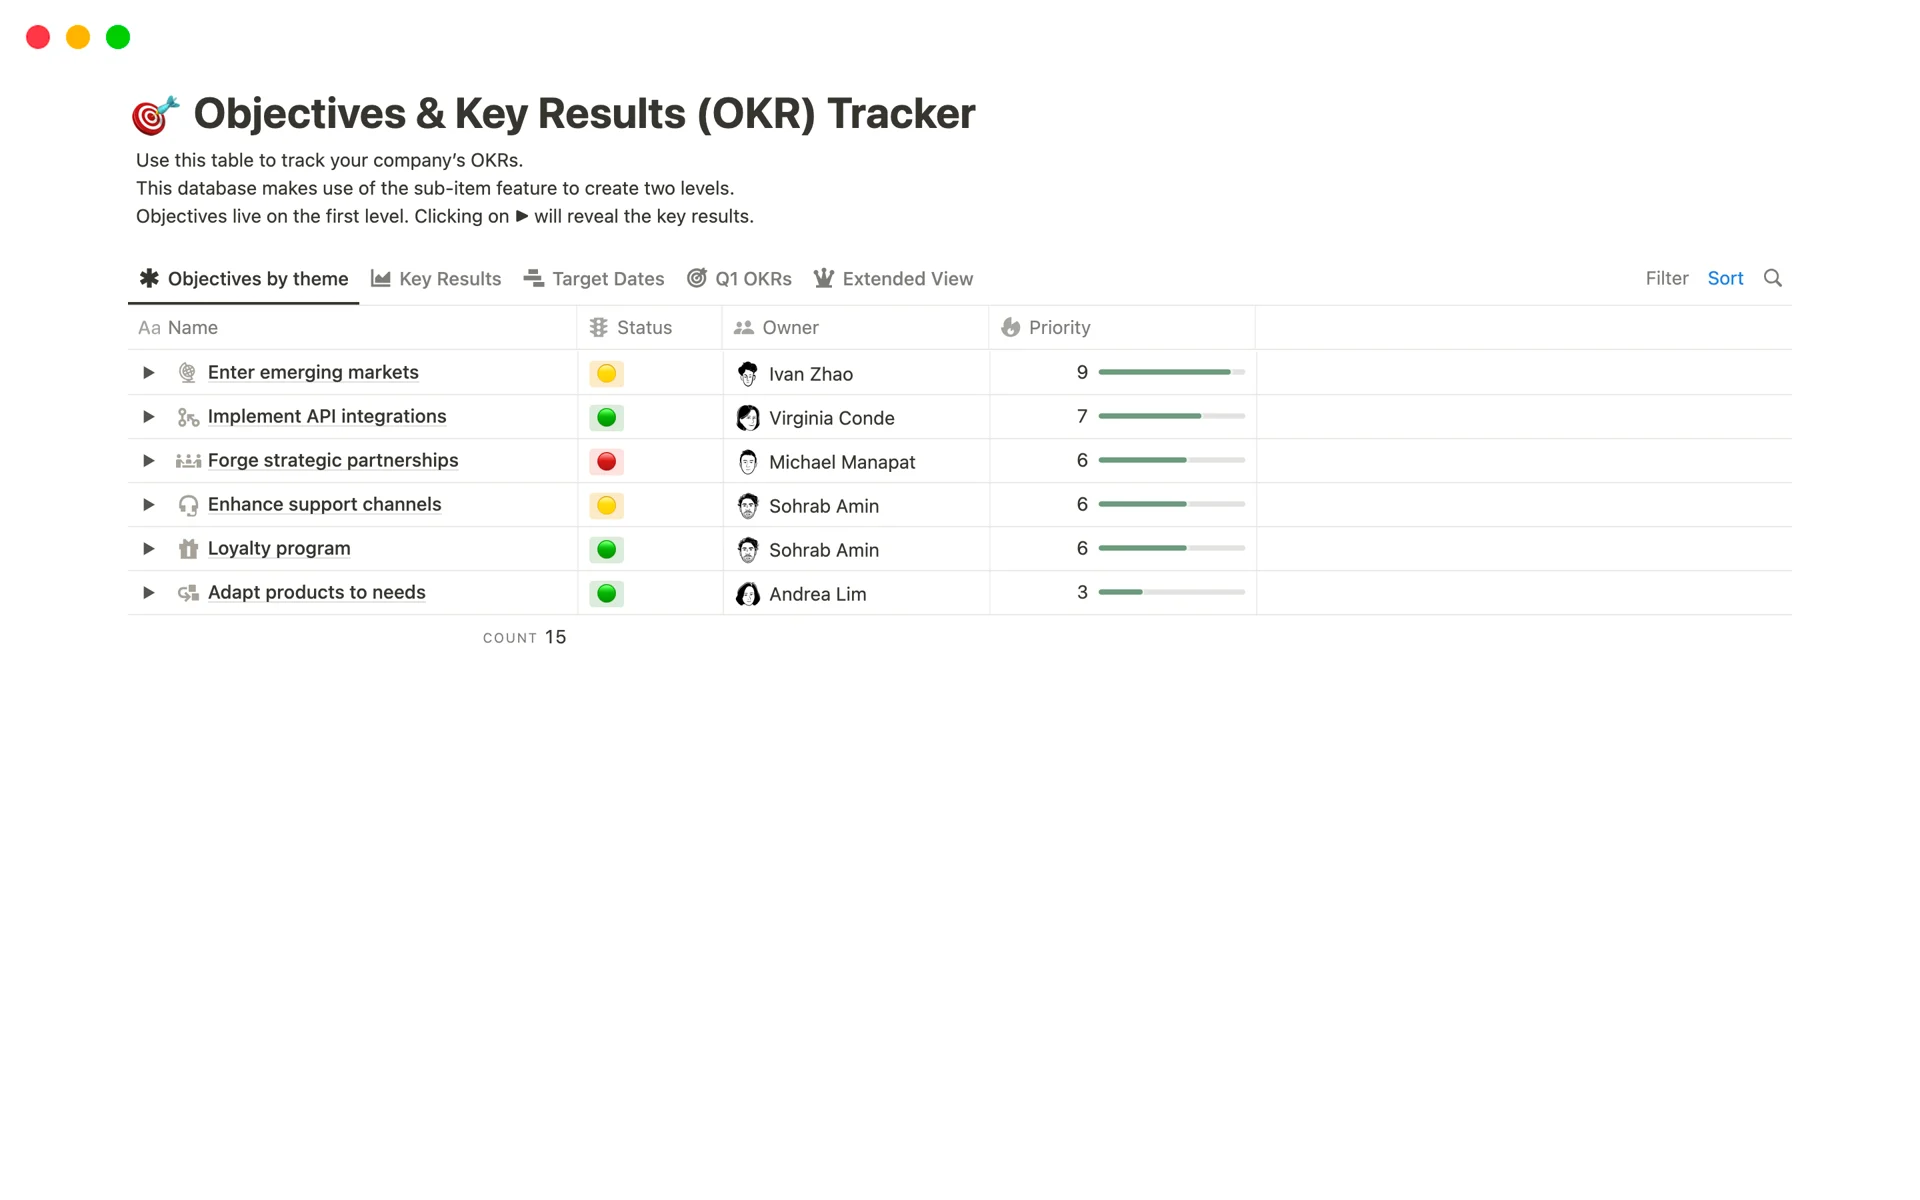 Objectives & Key Results (OKR) Tracker
Use this table to track your company’s OKRs.
This database makes use of the sub-item feature to create two levels.
Objectives live on the first level. Clicking on ▶ will reveal the key results.
Objectives by theme Key Results Target Dates Q1 OKRs Extended View Filter Sort
Aa Name Status Owner Priority
Enter emerging markets Ivan Zhao 9
Implement API integrations Virginia Conde 7
Forge strategic partnerships Michael Manapat 6
Enhance support channels Sohrab Amin 6
Loyalty program Sohrab Amin 6
Adapt products to needs Andrea Lim 3
COUNT 15